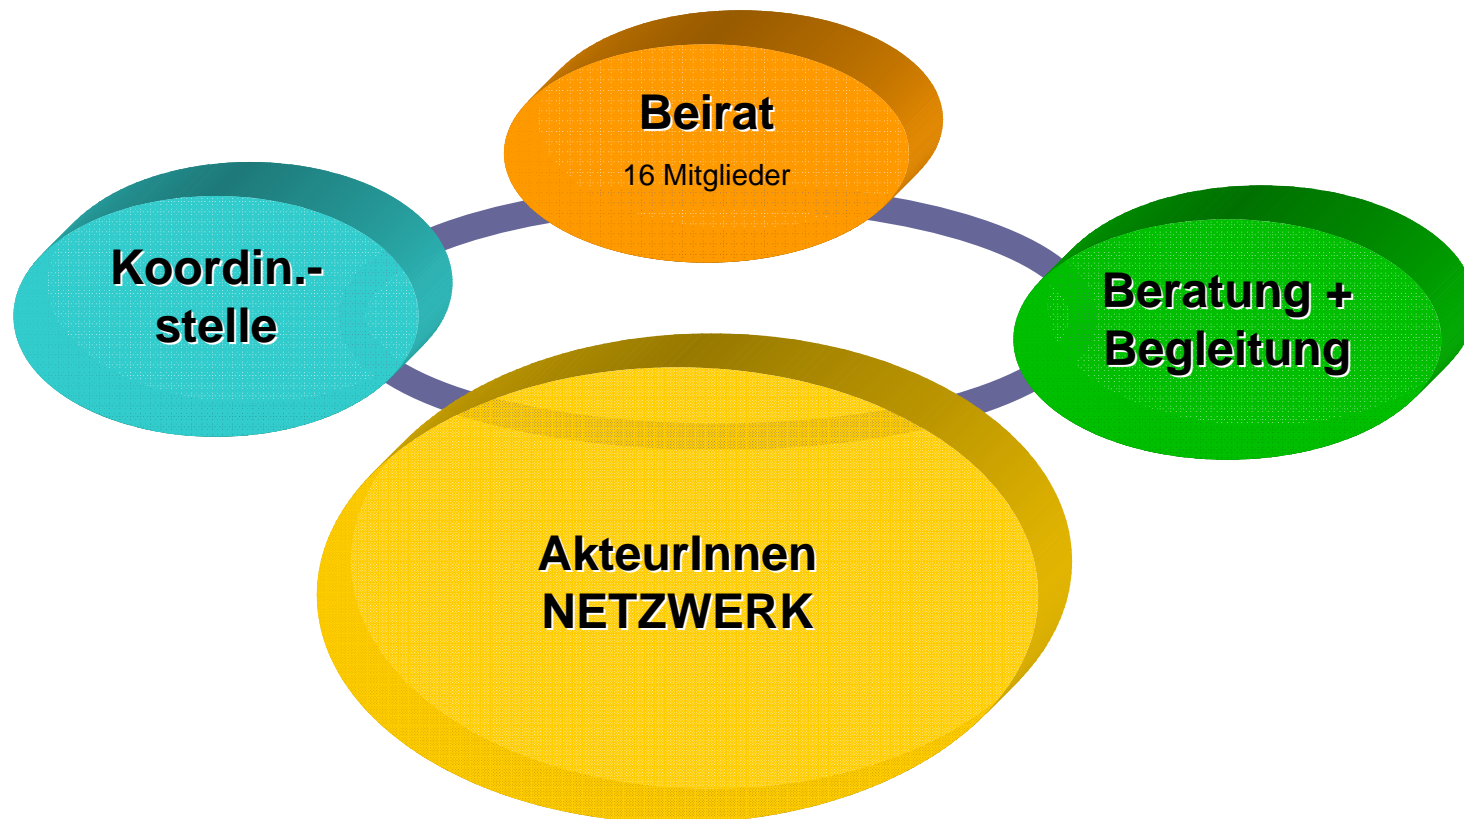 Beirat
16 Mitglieder
Koordin.-
stelle
Beratung +
Begleitung
AkteurInnen
NETZWERK